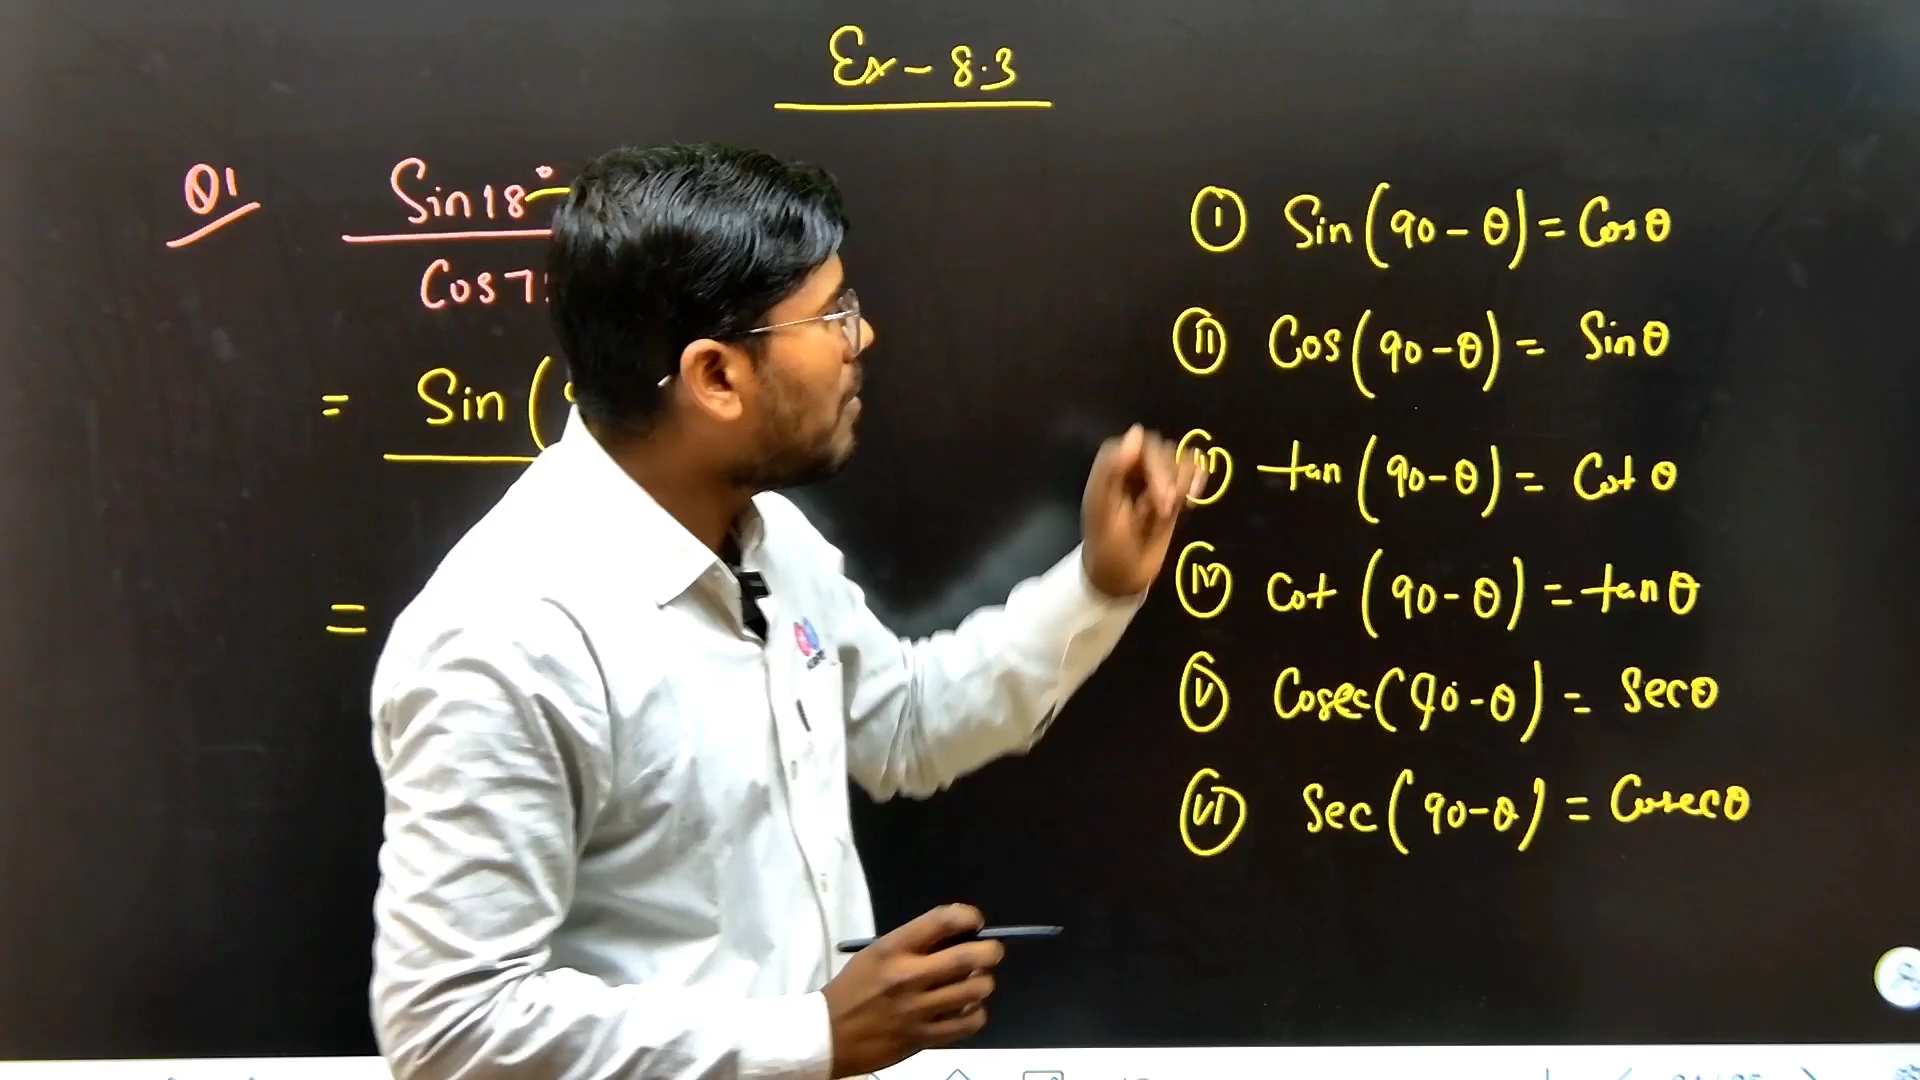 Ex - 8.3
Q1
Sin 18°
Cos 7
= Sin (
=
(i) Sin (90 - θ) = Cos θ
(ii) Cos (90 - θ) = Sin θ
(iii) tan (90 - θ) = Cot θ
(iv) Cot (90 - θ) = tan θ
(v) Cosec (90 - θ) = Sec θ
(vi) Sec (90 - θ) = Cosec θ